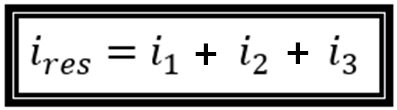 i_res = i_1 + i_2 + i_3